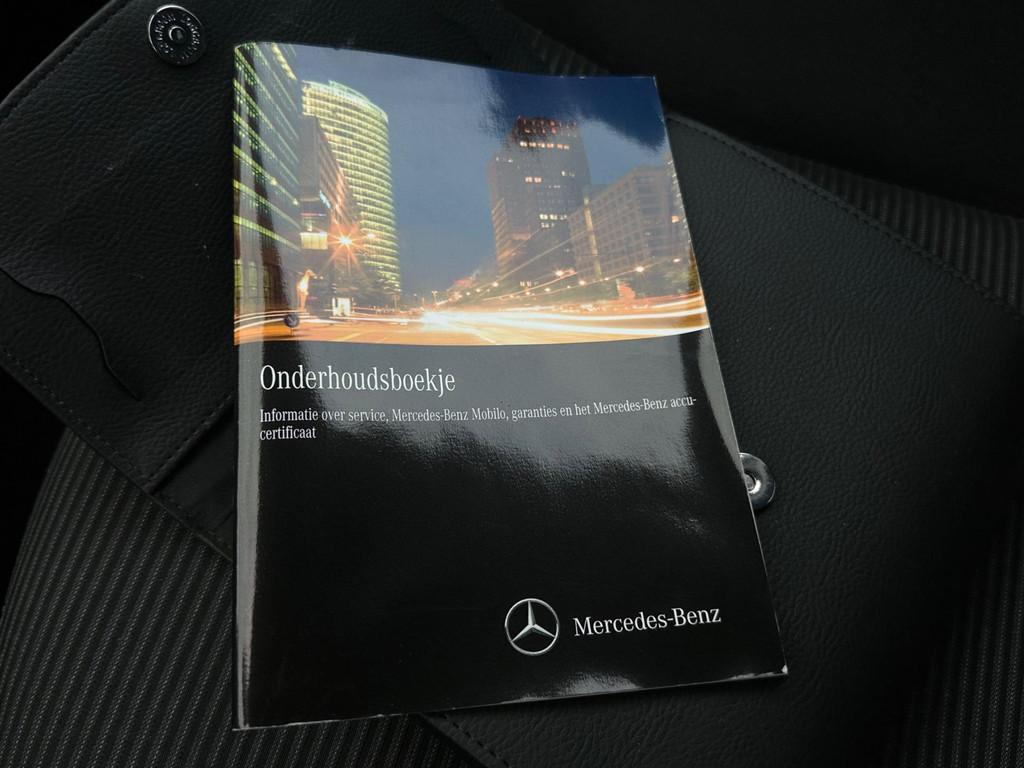 Onderhoudsboekje
Informatie over service, Mercedes-Benz Mobilo, garanties en het Mercedes-Benz accu-
certificaat
Mercedes-Benz